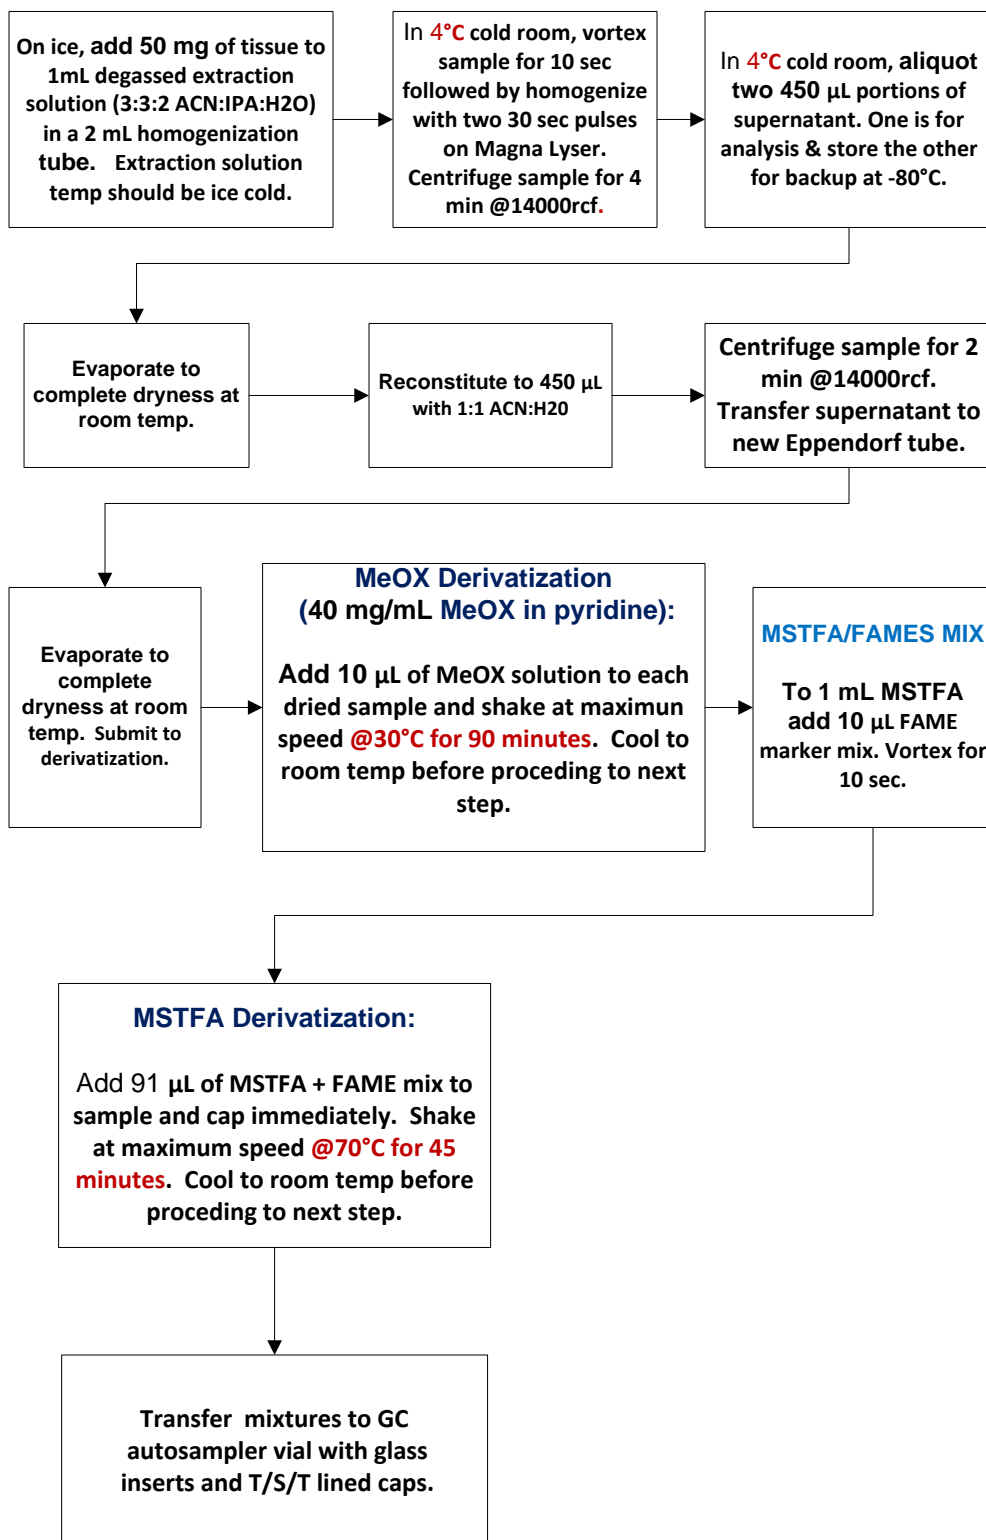 On ice, add 50 mg of tissue to
1mL degassed extraction
solution (3:3:2 ACN:IPA:H2O)
in a 2 mL homogenization
tube. Extraction solution
temp should be ice cold.
In 4°C cold room, vortex
sample for 10 sec
followed by homogenize
with two 30 sec pulses
on Magna Lyser.
Centrifuge sample for 4
min @14000rcf.
In 4°C cold room, aliquot
two 450 µL portions of
supernatant. One is for
analysis & store the other
for backup at -80°C.
Evaporate to
complete dryness at
room temp.
Reconstitute to 450 µL
with 1:1 ACN:H20
Centrifuge sample for 2
min @14000rcf.
Transfer supernatant to
new Eppendorf tube.
Evaporate to
complete
dryness at room
temp. Submit to
derivatization.
MeOX Derivatization
(40 mg/mL MeOX in pyridine):
Add 10 µL of MeOX solution to each
dried sample and shake at maximun
speed @30°C for 90 minutes. Cool to
room temp before proceding to next
step.
MSTFA/FAMES MIX
To 1 mL MSTFA
add 10 µL FAME
marker mix. Vortex for
10 sec.
MSTFA Derivatization:
Add 91 µL of MSTFA + FAME mix to
sample and cap immediately. Shake
at maximum speed @70°C for 45
minutes. Cool to room temp before
proceding to next step.
Transfer mixtures to GC
autosampler vial with glass
inserts and T/S/T lined caps.